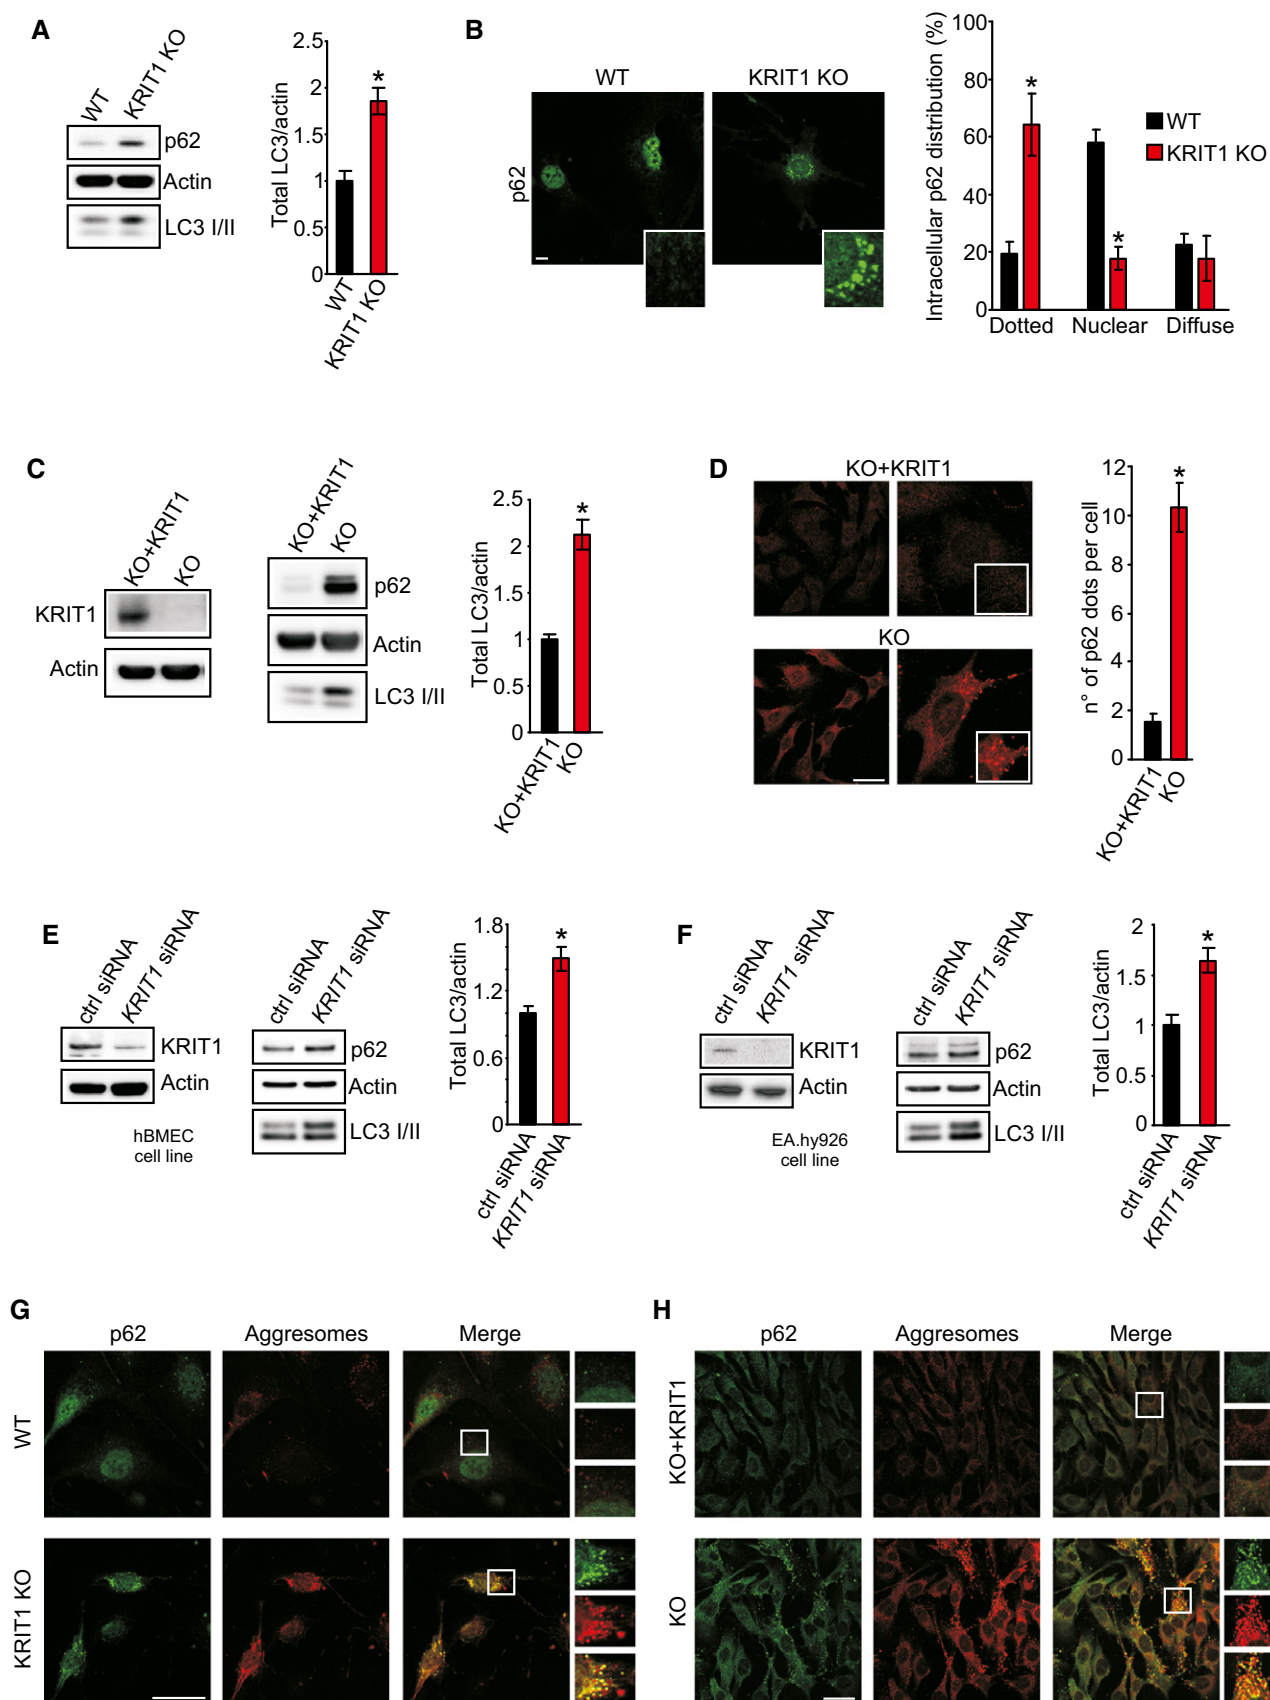 A
WT
KRIT1 KO
p62
Actin
LC3 I/II
Total LC3/actin
2.5
2
1.5
1
0.5
0
*
WT
KRIT1 KO
B
WT
KRIT1 KO
p62
Intracellular p62 distribution (%)
100
80
60
40
20
0
*
*
Dotted
Nuclear
Diffuse
WT
KRIT1 KO
C
KO+KRIT1
KO
KRIT1
Actin
KO+KRIT1
KO
p62
Actin
LC3 I/II
Total LC3/actin
2.5
2
1.5
1
0.5
0
*
KO+KRIT1
KO
D
KO+KRIT1
KO
n° of p62 dots per cell
12
10
8
6
4
2
0
*
KO+KRIT1
KO
E
ctrl siRNA
KRIT1 siRNA
KRIT1
Actin
hBMEC
cell line
ctrl siRNA
KRIT1 siRNA
p62
Actin
LC3 I/II
Total LC3/actin
1.8
1.2
0.6
0
*
ctrl siRNA
KRIT1 siRNA
F
ctrl siRNA
KRIT1 siRNA
KRIT1
Actin
EA.hy926
cell line
ctrl siRNA
KRIT1 siRNA
p62
Actin
LC3 I/II
Total LC3/actin
2
1.5
1
0.5
0
*
ctrl siRNA
KRIT1 siRNA
G
p62
Aggresomes
Merge
WT
KRIT1 KO
H
p62
Aggresomes
Merge
KO+KRIT1
KO